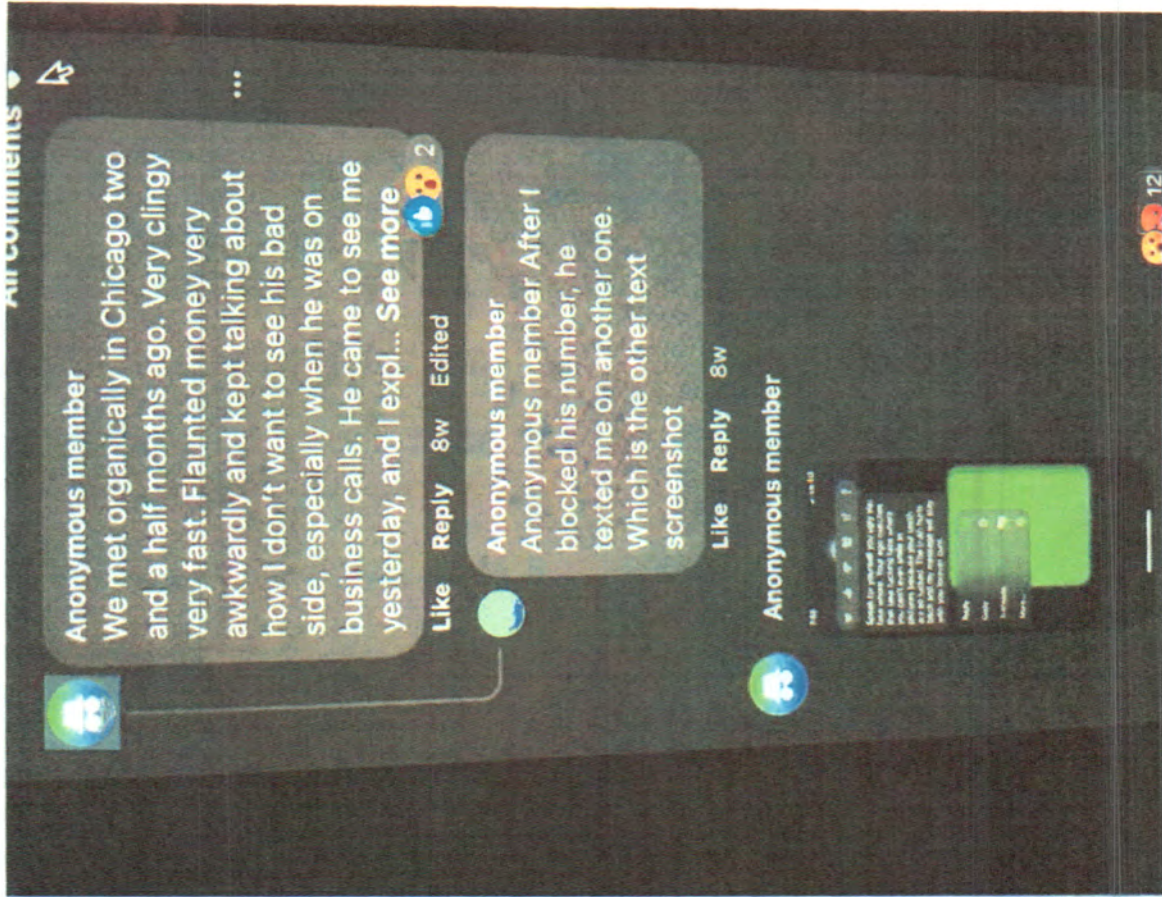 All comments
Anonymous member
We met organically in Chicago two
and a half months ago. Very clingy
very fast. Flaunted money very
awkwardly and kept talking about
how I don't want to see his bad
side, especially when he was on
business calls. He came to see me
yesterday, and I expl... See more
Like Reply 8w Edited
2
Anonymous member
Anonymous member After I
blocked his number, he
texted me on another one.
Which is the other text
screenshot
Like Reply 8w
Anonymous member
Reply
12